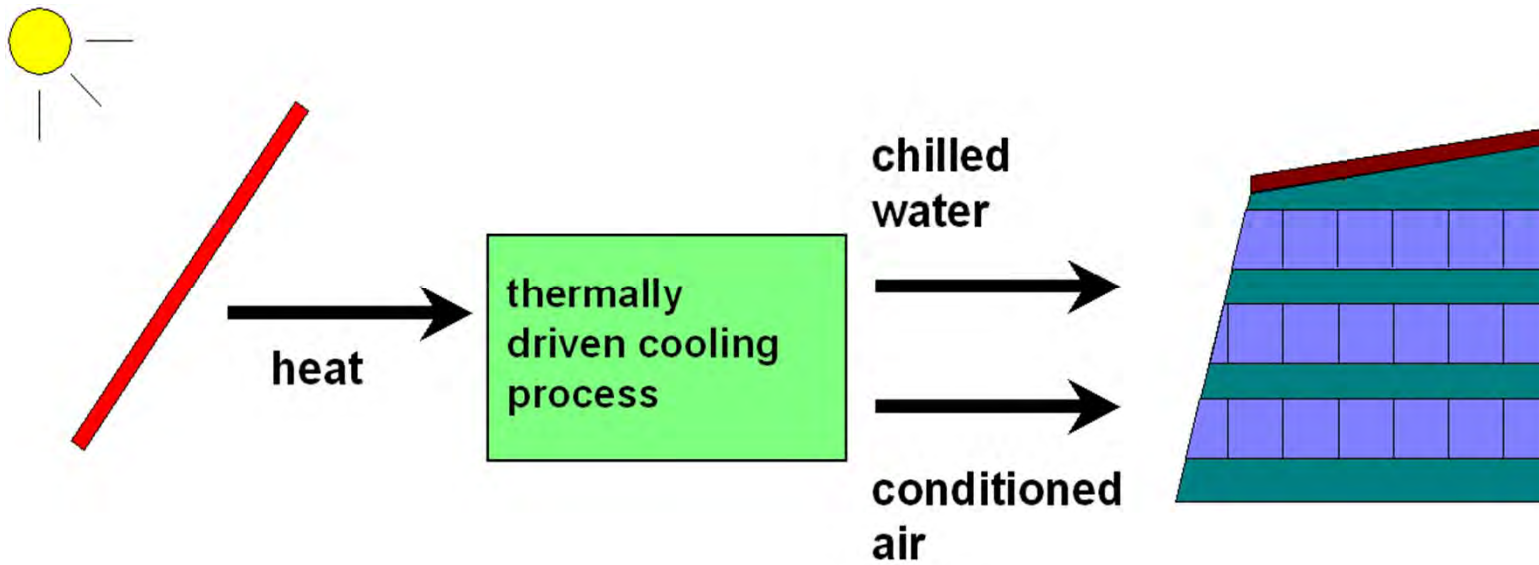 heat
thermally
driven cooling
process
chilled
water
conditioned
air